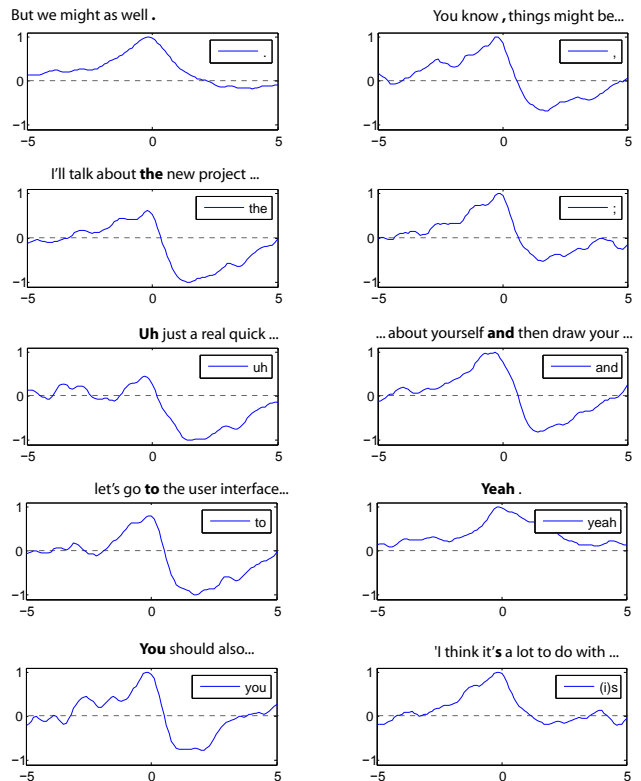 But we might as well .
You know , things might be...
1
0
−1
−5 0 5
.
1
0
−1
−5 0 5
,
I'll talk about the new project ...
1
0
−1
−5 0 5
the
1
0
−1
−5 0 5
;
Uh just a real quick ...
... about yourself and then draw your ...
1
0
−1
−5 0 5
uh
1
0
−1
−5 0 5
and
let's go to the user interface...
Yeah .
1
0
−1
−5 0 5
to
1
0
−1
−5 0 5
yeah
You should also...
'I think it's a lot to do with ...
1
0
−1
−5 0 5
you
1
0
−1
−5 0 5
(i)s